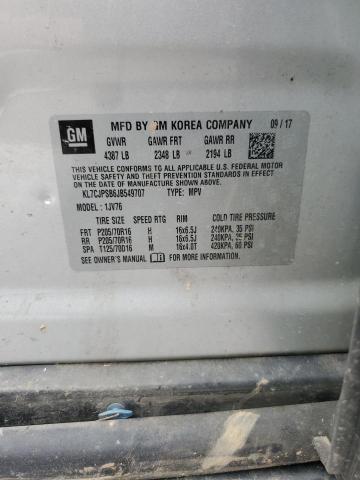 GM
MFD BY GM KOREA COMPANY 09 / 17
GVWR GAWR FRT GAWR RR
4387 LB 2348 LB 2194 LB
THIS VEHICLE CONFORMS TO ALL APPLICABLE U.S. FEDERAL MOTOR
VEHICLE SAFETY, BUMPER, AND THEFT PREVENTION STANDARDS IN
EFFECT ON THE DATE OF MANUFACTURE SHOWN ABOVE.
KL7CJPSB6JB549707 TYPE: MPV
MODEL : 1JV76
TIRE SIZE SPEED RTG RIM COLD TIRE PRESSURE
FRT P205/70R16 H 16x6.5J 240KPA, 35 PSI
RR P205/70R16 H 16x6.5J 240KPA, 35 PSI
SPA T125/70D16 M 16x4.0T 420KPA, 60 PSI
SEE OWNER'S MANUAL FOR ADDITIONAL INFORMATION